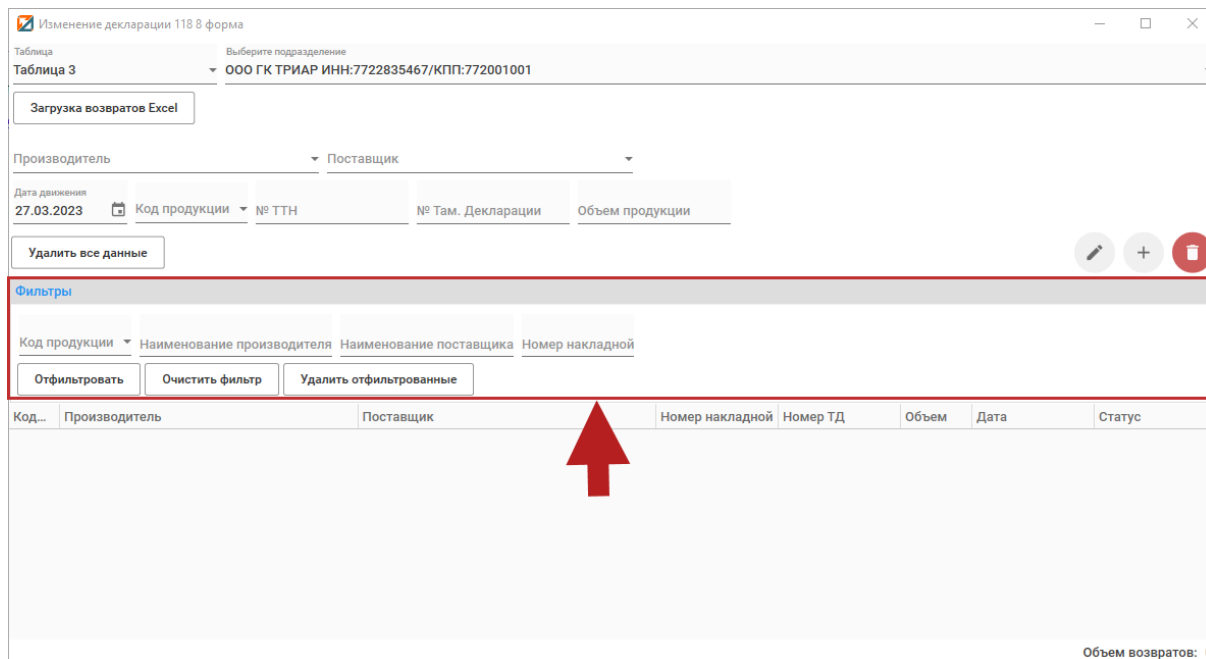 Изменение декларации 118 8 форма
Таблица Выберите подразделение
Таблица 3 ООО ГК ТРИАР ИНН:7722835467/КПП:772001001
Загрузка возвратов Excel
Производитель Поставщик
Дата движения
27.03.2023 Код продукции № ТТН № Там. Декларации Объем продукции
Удалить все данные
Фильтры
Код продукции Наименование производителя Наименование поставщика Номер накладной
Отфильтровать Очистить фильтр Удалить отфильтрованные
Код... Производитель Поставщик Номер накладной Номер ТД Объем Дата Статус
Объем возвратов: